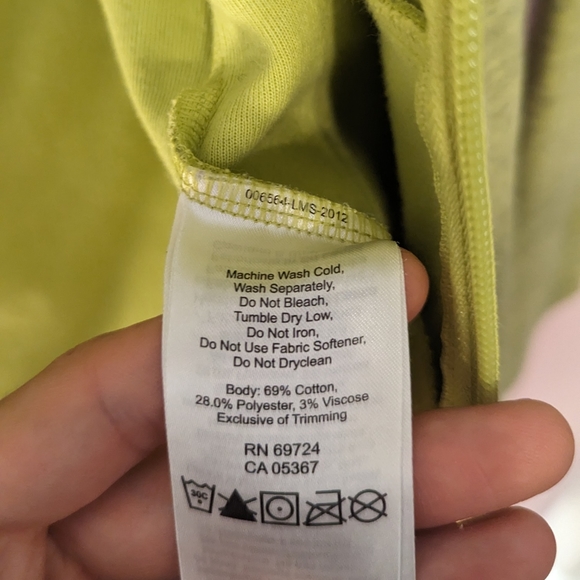 006564-LMS-2012
Machine Wash Cold,
Wash Separately,
Do Not Bleach,
Tumble Dry Low,
Do Not Iron,
Do Not Use Fabric Softener,
Do Not Dryclean
Body: 69% Cotton,
28.0% Polyester, 3% Viscose
Exclusive of Trimming
RN 69724
CA 05367
30C